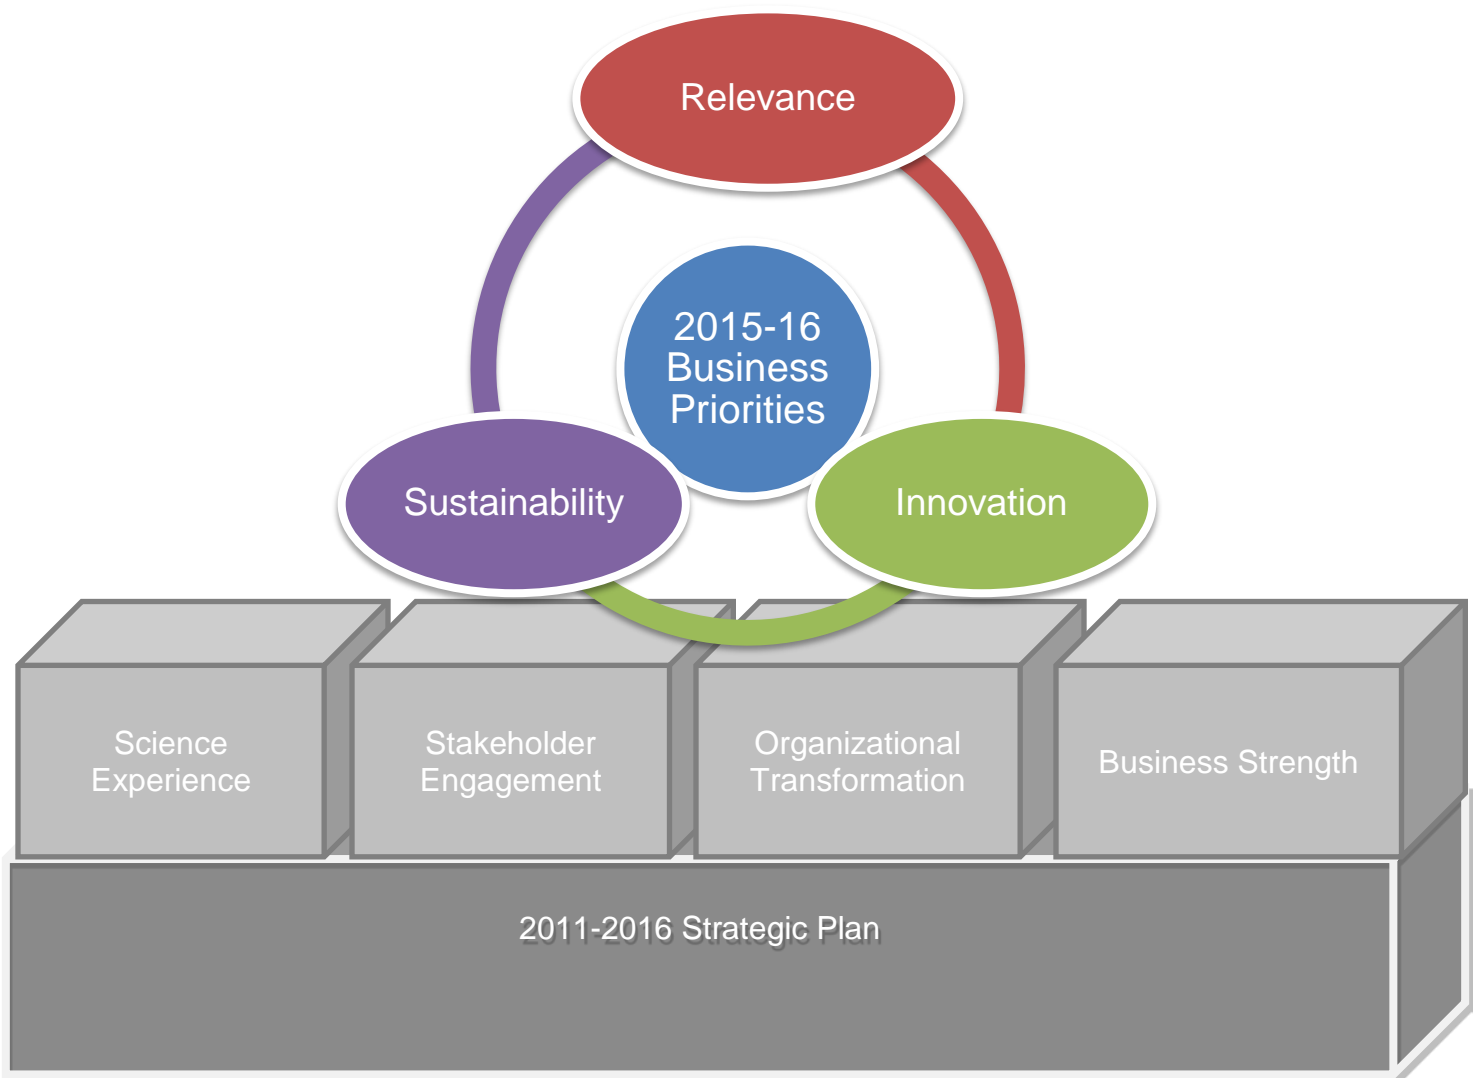 Relevance
2015-16
Business
Priorities
Sustainability
Innovation
Science
Experience
Stakeholder
Engagement
Organizational
Transformation
Business Strength
2011-2016 Strategic Plan